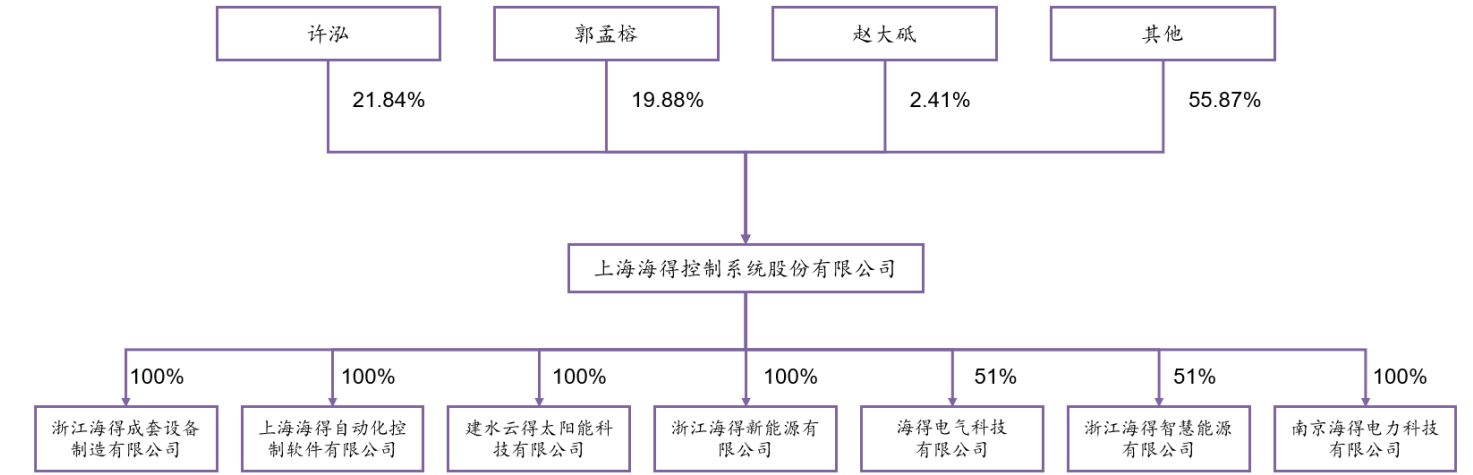 许泓
郭孟榕
赵大砥
其他
21.84%
19.88%
2.41%
55.87%
上海海得控制系统股份有限公司
100%
100%
100%
100%
51%
51%
100%
浙江海得成套设备
制造有限公司
上海海得自动化控
制软件有限公司
建水云得太阳能科
技有限公司
浙江海得新能源有
限公司
海得电气科技
有限公司
浙江海得智慧能源
有限公司
南京海得电力科技
有限公司